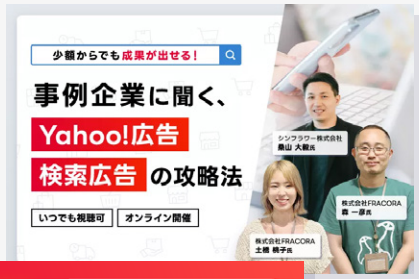 少額からでも成果が出せる！
事例企業に聞く、
Yahoo!広告
検索広告の攻略法
いつでも視聴可 オンライン開催
シンフラワー株式会社
桑山 大毅氏
株式会社FRACORA
森 一彦氏
株式会社FRACORA
土橋 桃子氏